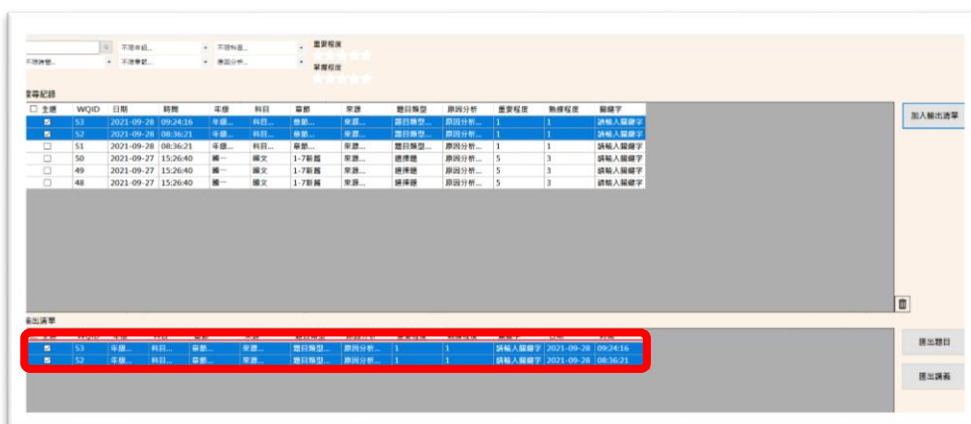 不限年級... 不限科目... 重要程度
不限章節... 原因分析... 掌握程度
搜尋紀錄
主題 WQID 日期 時間 年級 科目 章節 來源 題目類型 原因分析 重要程度 熟練程度 關鍵字
加入輸出清單
53 2021-09-28 09:24:16 年級... 科目... 章節... 來源... 題目類型... 原因分析... 1 1 請輸入關鍵字
52 2021-09-28 08:36:21 年級... 科目... 章節... 來源... 題目類型... 原因分析... 1 1 請輸入關鍵字
51 2021-09-28 08:36:21 年級... 科目... 章節... 來源... 題目類型... 原因分析... 1 1 請輸入關鍵字
50 2021-09-27 15:26:40 國一 國文 1-7新舊 來源... 選擇題 原因分析... 5 3 請輸入關鍵字
49 2021-09-27 15:26:40 國一 國文 1-7新舊 來源... 選擇題 原因分析... 5 3 請輸入關鍵字
48 2021-09-27 15:26:40 國一 國文 1-7新舊 來源... 選擇題 原因分析... 5 3 請輸入關鍵字
輸出清單
53 年級... 科目... 章節... 來源... 題目類型... 原因分析... 1 1 請輸入關鍵字 2021-09-28 09:24:16
52 年級... 科目... 章節... 來源... 題目類型... 原因分析... 1 1 請輸入關鍵字 2021-09-28 08:36:21
匯出題目
匯出講義